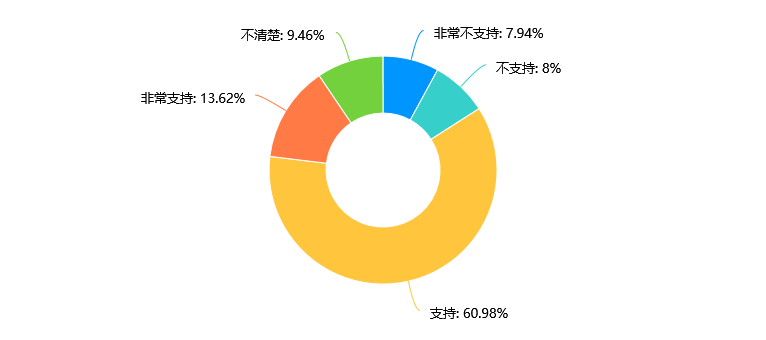 不清楚: 9.46%
非常不支持: 7.94%
不支持: 8%
非常支持: 13.62%
支持: 60.98%